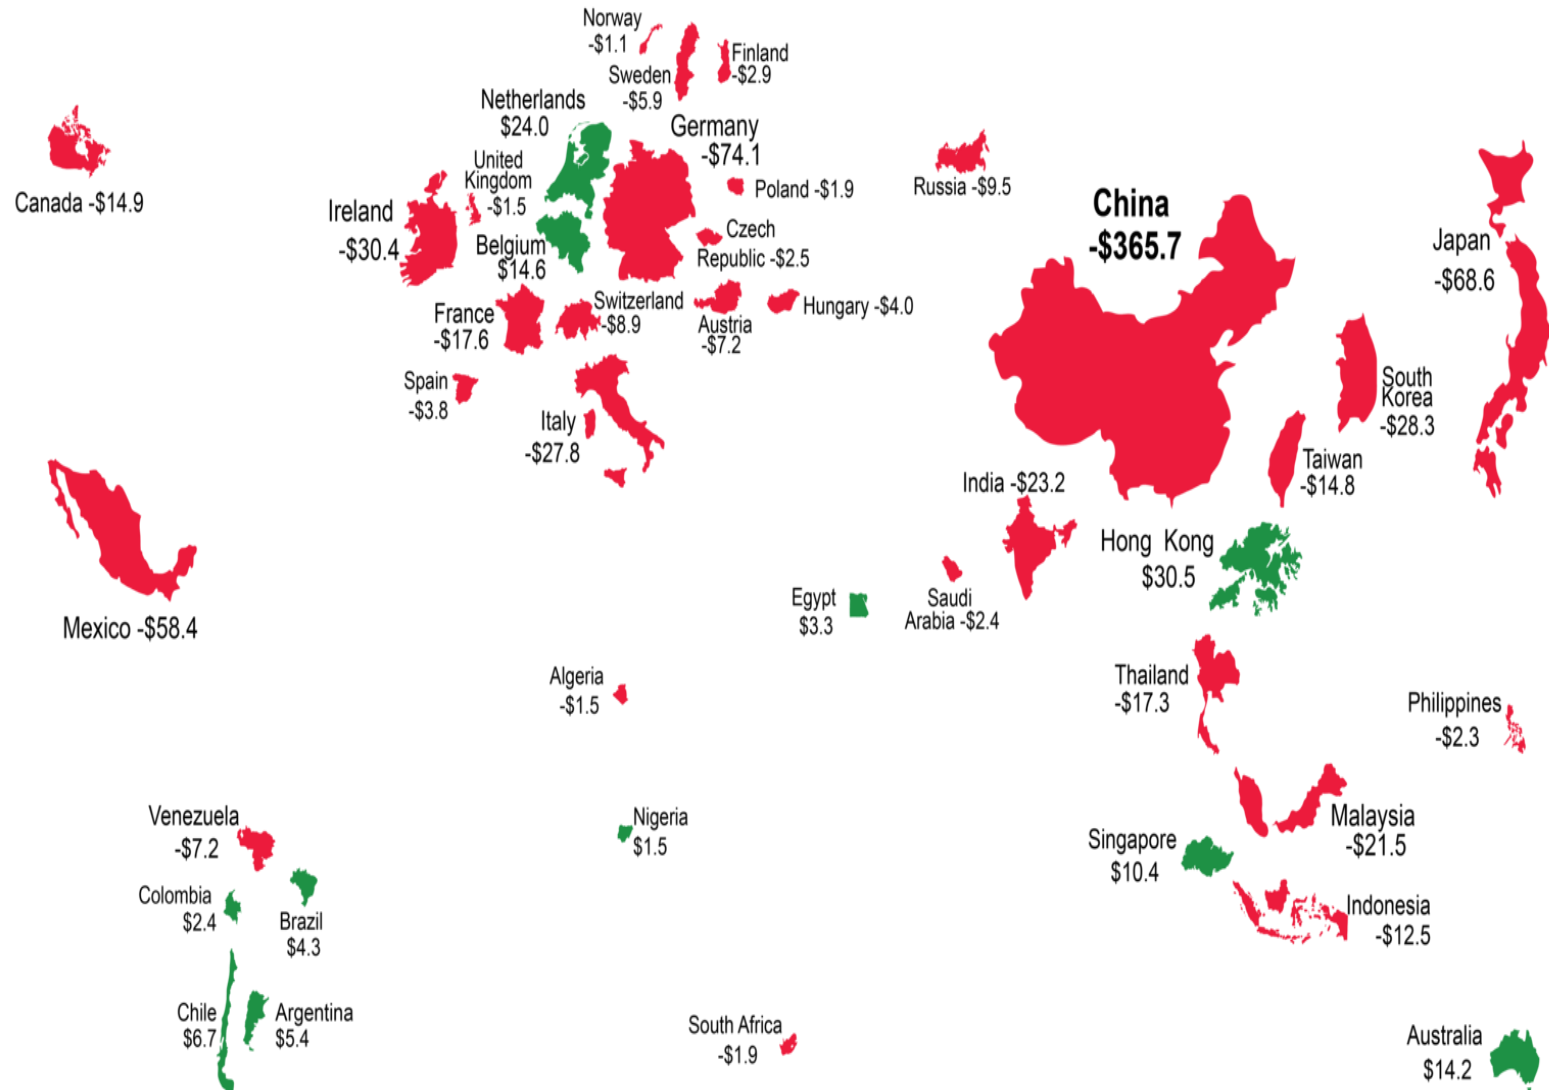 Norway
-$1.1
Finland
-$2.9
Sweden
-$5.9
Netherlands
$24.0
Germany
-$74.1
United
Kingdom
-$1.5
Poland -$1.9
Russia -$9.5
Canada -$14.9
Ireland
-$30.4
Belgium
$14.6
Czech
Republic -$2.5
China
-$365.7
Japan
-$68.6
France
-$17.6
Switzerland
-$8.9
Austria
-$7.2
Hungary -$4.0
Spain
-$3.8
Italy
-$27.8
South
Korea
-$28.3
Taiwan
-$14.8
India -$23.2
Hong Kong
$30.5
Mexico -$58.4
Egypt
$3.3
Saudi
Arabia -$2.4
Algeria
-$1.5
Thailand
-$17.3
Philippines
-$2.3
Venezuela
-$7.2
Nigeria
$1.5
Malaysia
-$21.5
Singapore
$10.4
Colombia
$2.4
Brazil
$4.3
Indonesia
-$12.5
Chile
$6.7
Argentina
$5.4
South Africa
-$1.9
Australia
$14.2